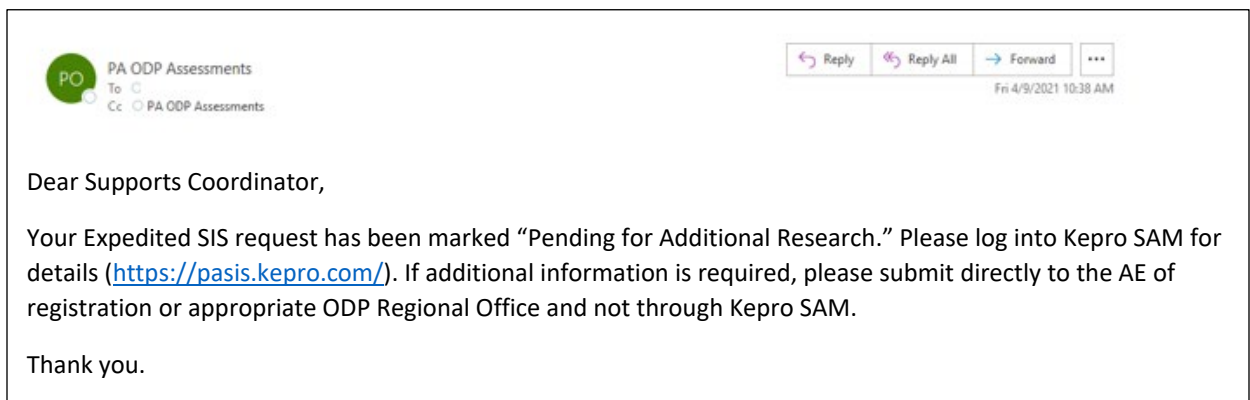 PO
PA ODP Assessments
To
Cc PA ODP Assessments
Reply Reply All Forward ...
Fri 4/9/2021 10:38 AM
Dear Supports Coordinator,
Your Expedited SIS request has been marked “Pending for Additional Research.” Please log into Kepro SAM for
details (https://pasis.kepro.com/). If additional information is required, please submit directly to the AE of
registration or appropriate ODP Regional Office and not through Kepro SAM.
Thank you.